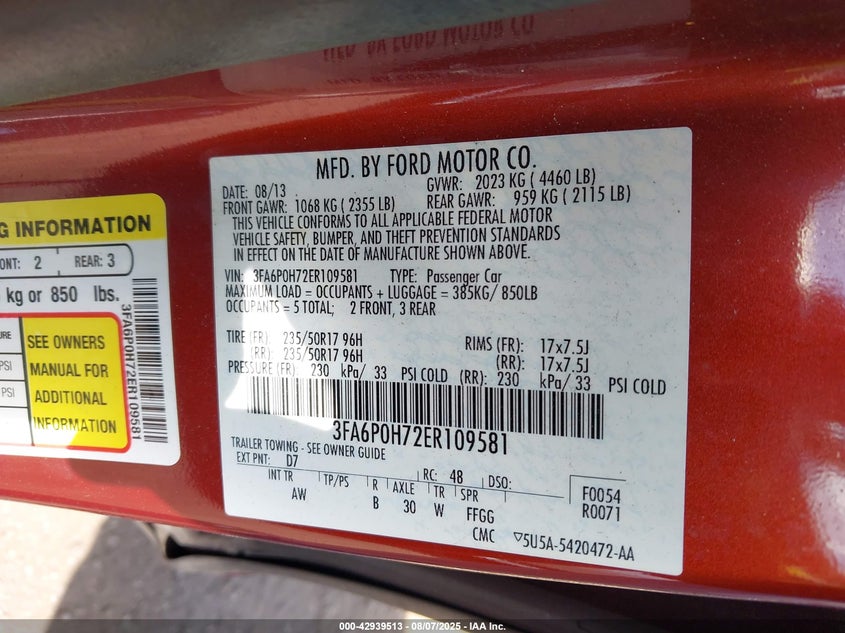 MFD. BY FORD MOTOR CO.
DATE: 08/13
GVWR: 2023 KG ( 4460 LB)
FRONT GAWR: 1068 KG ( 2355 LB)
REAR GAWR: 959 KG ( 2115 LB)
THIS VEHICLE CONFORMS TO ALL APPLICABLE FEDERAL MOTOR
VEHICLE SAFETY, BUMPER, AND THEFT PREVENTION STANDARDS
IN EFFECT ON THE DATE OF MANUFACTURE SHOWN ABOVE.
VIN: 3FA6P0H72ER109581 TYPE: Passenger Car
MAXIMUM LOAD = OCCUPANTS + LUGGAGE = 385KG/ 850LB
OCCUPANTS = 5 TOTAL; 2 FRONT, 3 REAR
TIRE (FR): 235/50R17 96H RIMS (FR): 17x7.5J
(RR): 235/50R17 96H (RR): 17x7.5J
PRESSURE (FR): 230 kPa/ 33 PSI COLD (RR): 230 kPa/ 33 PSI COLD
3FA6P0H72ER109581
TRAILER TOWING - SEE OWNER GUIDE
EXT PNT: D7 RC: 48 DSO:
INT TR TP/PS R AXLE TR SPR
AW B 30 W FFGG
CMC
F0054
R0071
▽5U5A-5420472-AA
G INFORMATION
ONT: 2 REAR: 3
kg or 850 lbs.
URE
PSI
PSI
SEE OWNERS
MANUAL FOR
ADDITIONAL
INFORMATION
3FA6P0H72ER109581
000-42939513 - 08/07/2025 - IAA Inc.